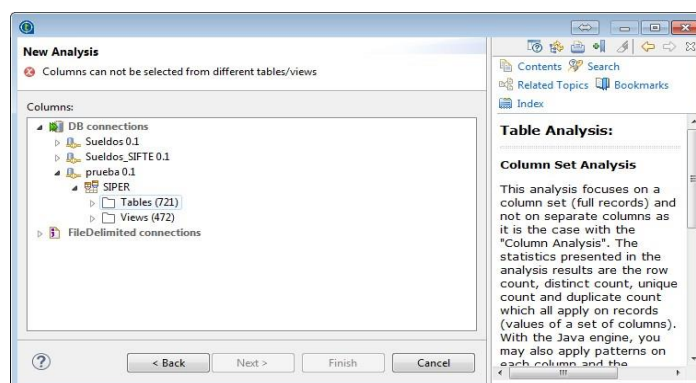 New Analysis
Columns can not be selected from different tables/views
Columns:
DB connections
Sueldos 0.1
Sueldos_SIFTE 0.1
prueba 0.1
SIPER
Tables (721)
Views (472)
FileDelimited connections
< Back
Next >
Finish
Cancel
Contents
Search
Related Topics
Bookmarks
Index
Table Analysis:
Column Set Analysis
This analysis focuses on a
column set (full records) and
not on separate columns as
it is the case with the
"Column Analysis". The
statistics presented in the
analysis results are the row
count, distinct count, unique
count and duplicate count
which all apply on records
(values of a set of columns).
With the Java engine, you
may also apply patterns on
each column and the